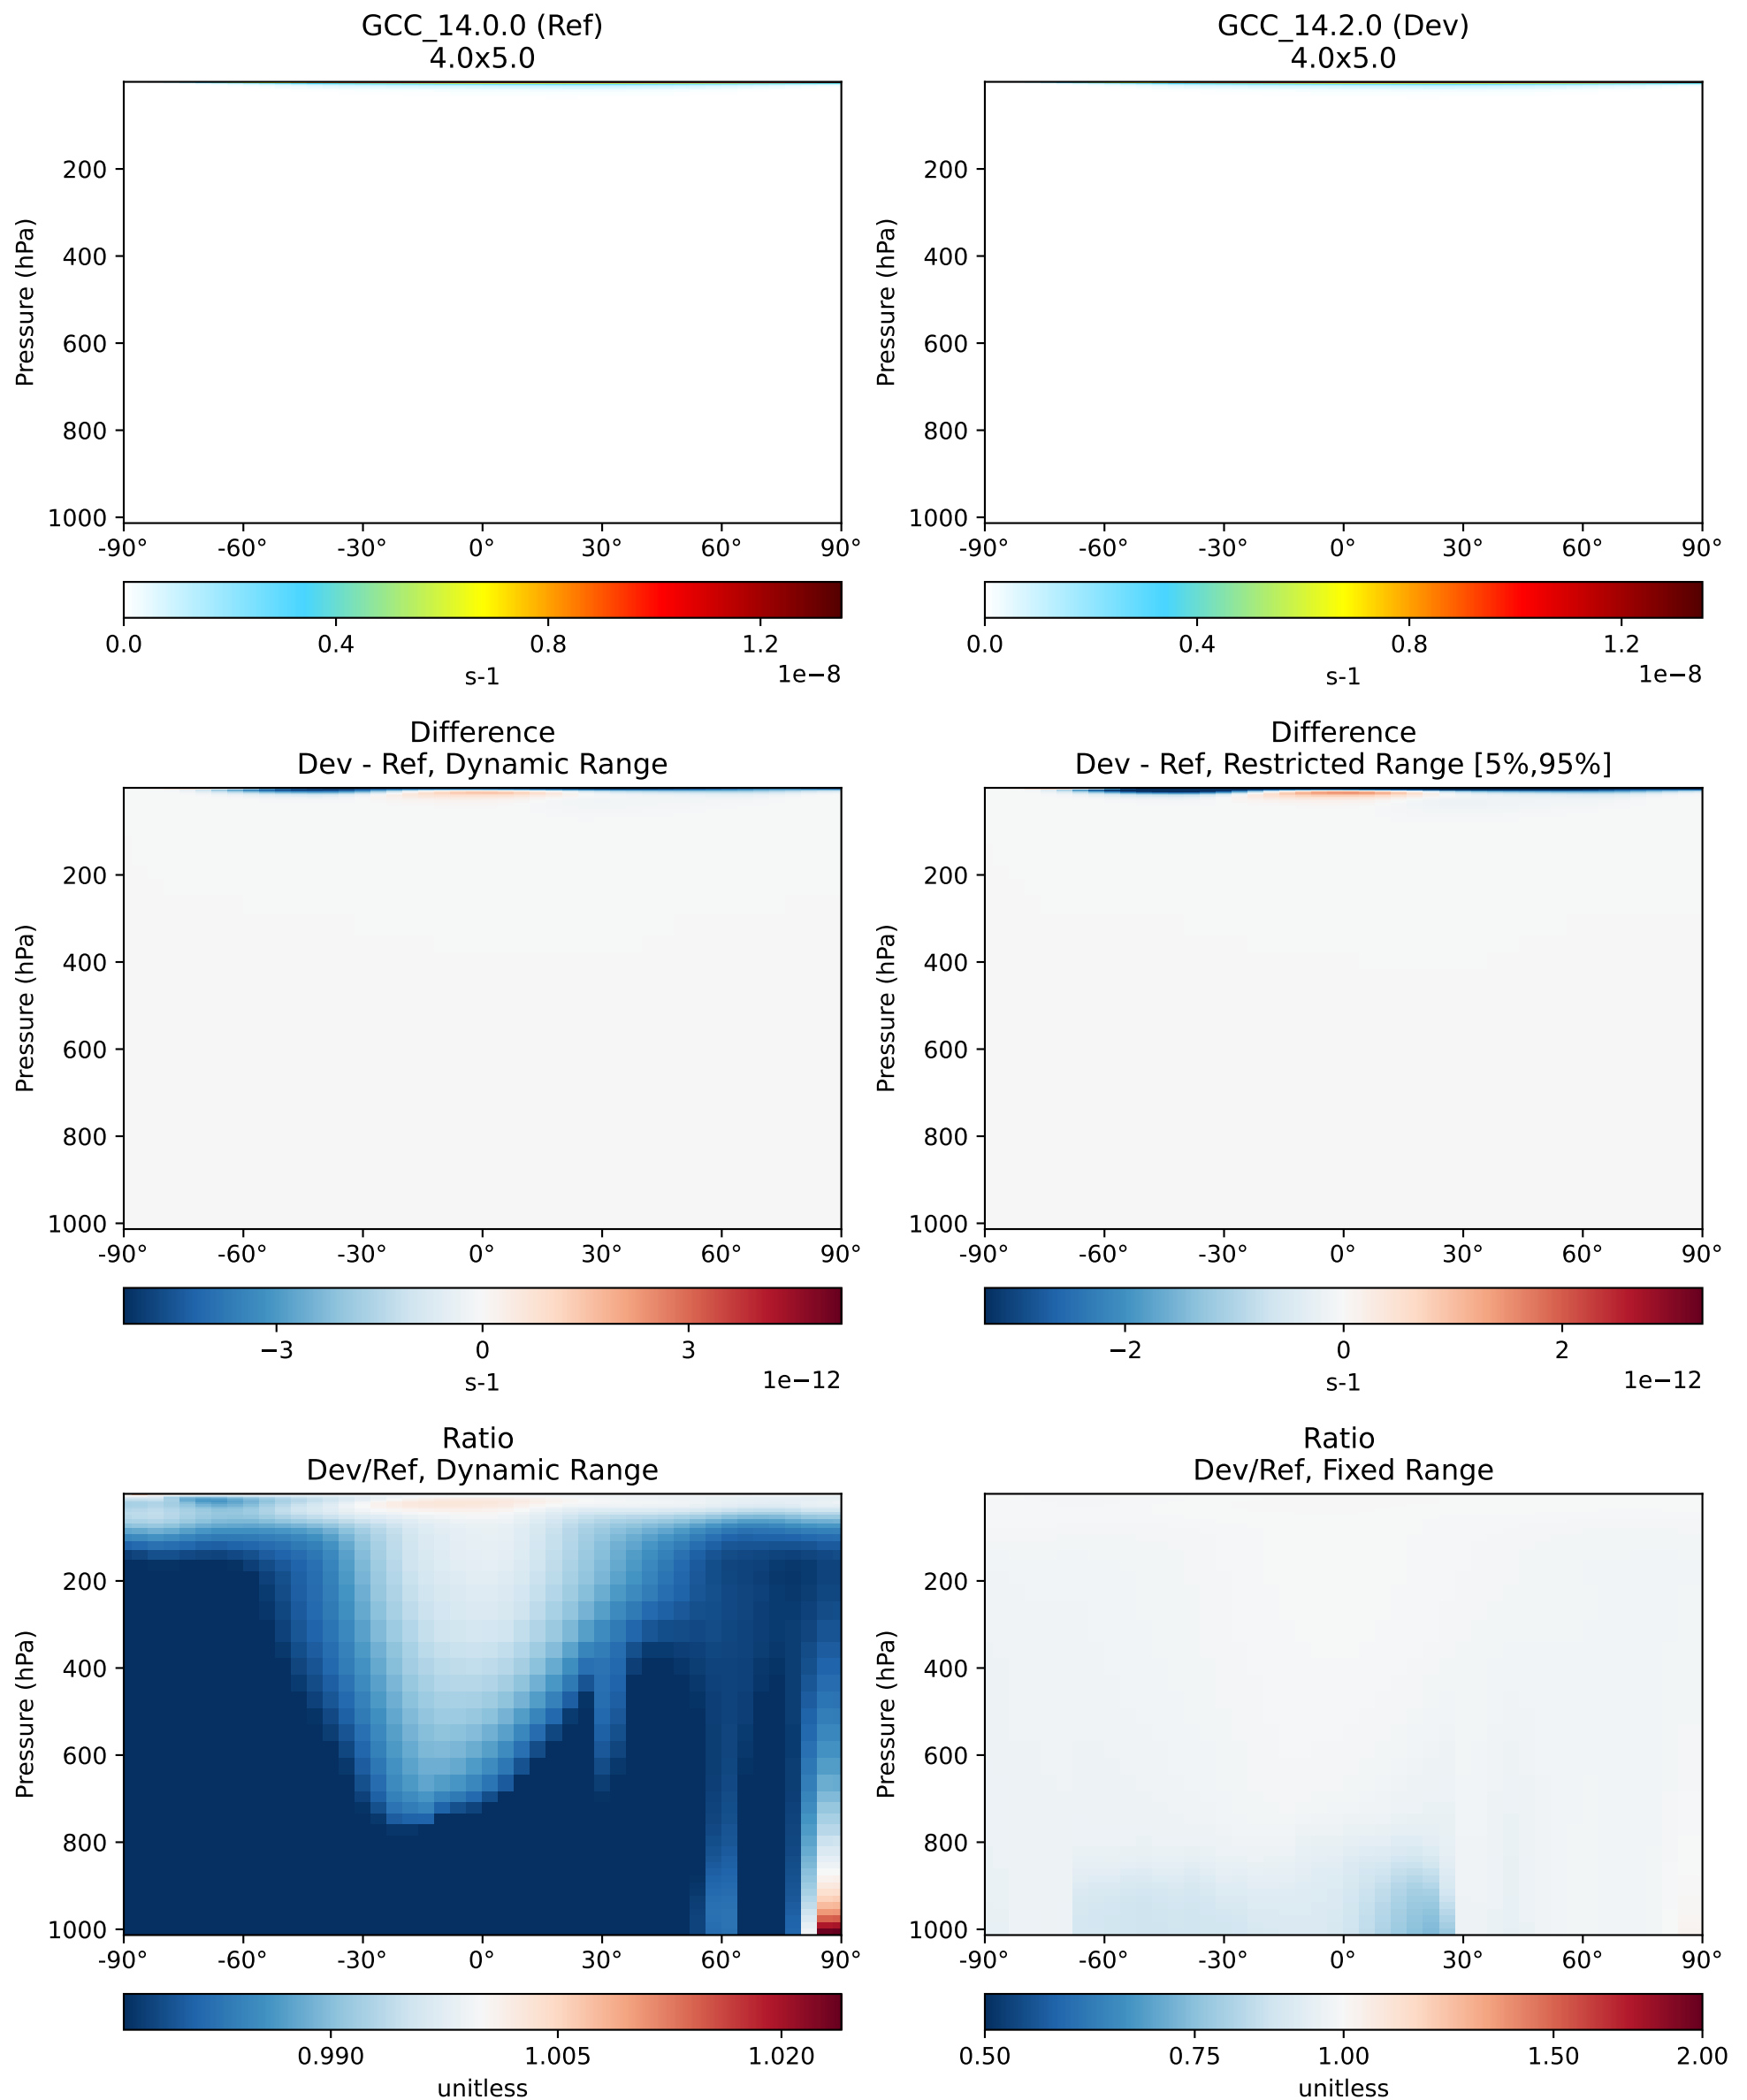 GCC_14.0.0 (Ref)
4.0x5.0
Pressure (hPa)
200
400
600
800
1000
-90° -60° -30° 0° 30° 60° 90°
0.0 0.4 0.8 1.2
1e−8
s-1
GCC_14.2.0 (Dev)
4.0x5.0
Pressure (hPa)
200
400
600
800
1000
-90° -60° -30° 0° 30° 60° 90°
0.0 0.4 0.8 1.2
1e−8
s-1
Difference
Dev - Ref, Dynamic Range
Pressure (hPa)
200
400
600
800
1000
-90° -60° -30° 0° 30° 60° 90°
−3 0 3
1e−12
s-1
Difference
Dev - Ref, Restricted Range [5%,95%]
Pressure (hPa)
200
400
600
800
1000
-90° -60° -30° 0° 30° 60° 90°
−2 0 2
1e−12
s-1
Ratio
Dev/Ref, Dynamic Range
Pressure (hPa)
200
400
600
800
1000
-90° -60° -30° 0° 30° 60° 90°
0.990 1.005 1.020
unitless
Ratio
Dev/Ref, Fixed Range
Pressure (hPa)
200
400
600
800
1000
-90° -60° -30° 0° 30° 60° 90°
0.50 0.75 1.00 1.50 2.00
unitless